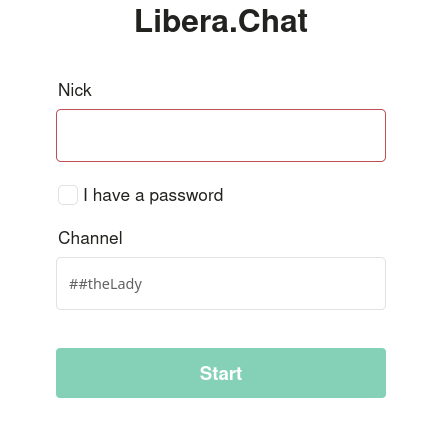 Libera.Chat
Nick
I have a password
Channel
##theLady
Start